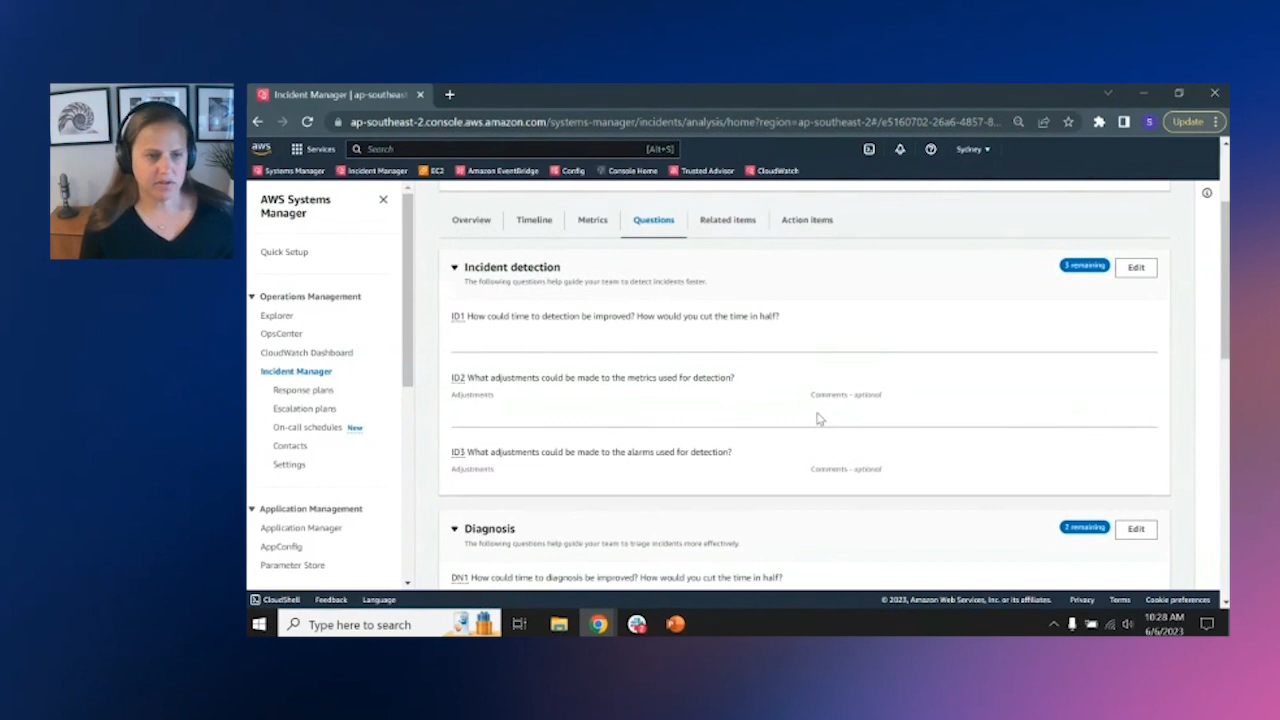 Incident Manager | ap-southeast
ap-southeast-2.console.aws.amazon.com/systems-manager/incidents/analysis/home?region=ap-southeast-2#/e5160702-26a6-4857-8...
S
Update
aws
Services
Search
[Alt+S]
Sydney
Systems Manager
Incident Manager
EC2
Amazon EventBridge
Config
Console Home
Trusted Advisor
CloudWatch
AWS Systems Manager
Quick Setup
Operations Management
Explorer
OpsCenter
CloudWatch Dashboard
Incident Manager
Response plans
Escalation plans
On-call schedules New
Contacts
Settings
Application Management
Application Manager
AppConfig
Parameter Store
Overview
Timeline
Metrics
Questions
Related items
Action items
Incident detection
The following questions help guide your team to detect incidents faster.
3 remaining
Edit
ID1 How could time to detection be improved? How would you cut the time in half?
ID2 What adjustments could be made to the metrics used for detection?
Adjustments
Comments - optional
ID3 What adjustments could be made to the alarms used for detection?
Adjustments
Comments - optional
Diagnosis
The following questions help guide your team to triage incidents more effectively.
2 remaining
Edit
DN1 How could time to diagnosis be improved? How would you cut the time in half?
CloudShell
Feedback
Language
© 2023, Amazon Web Services, Inc. or its affiliates.
Privacy
Terms
Cookie preferences
Type here to search
10:28 AM
6/6/2023